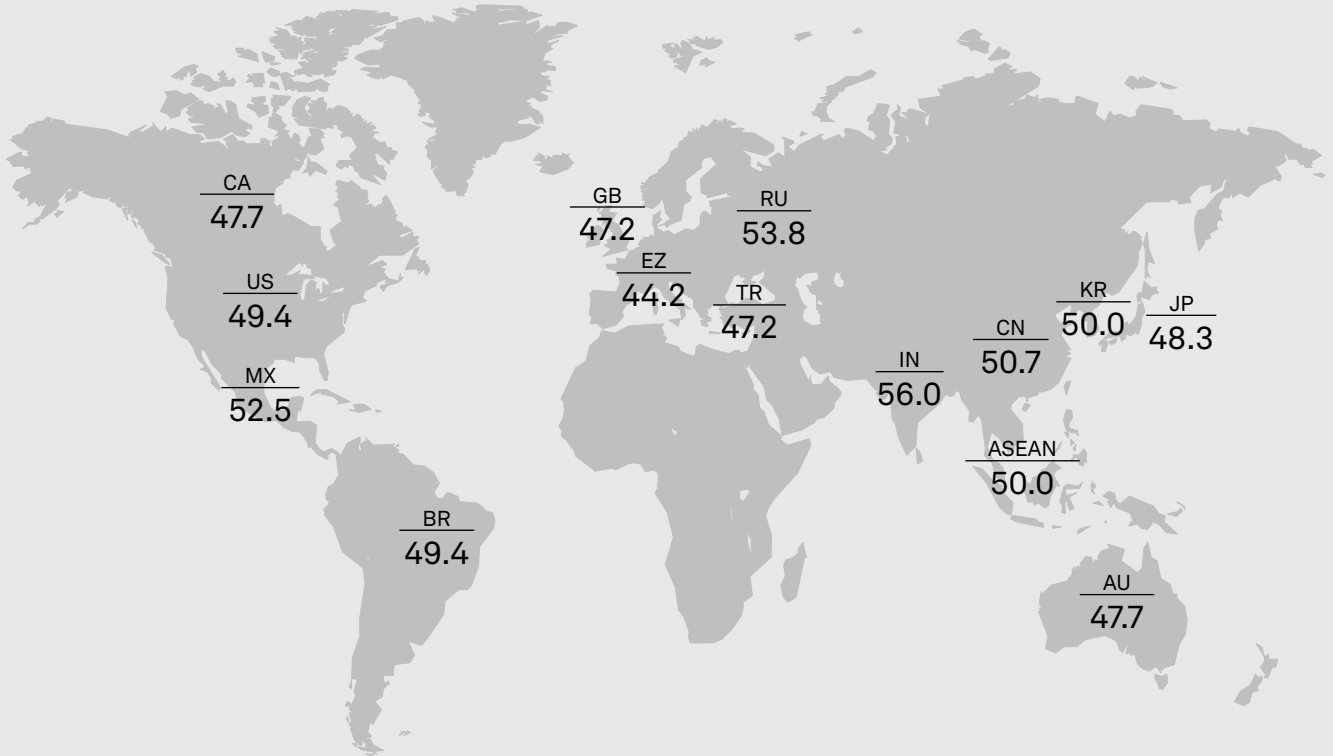 CA
47.7
US
49.4
MX
52.5
BR
49.4
GB
47.2
EZ
44.2
RU
53.8
TR
47.2
IN
56.0
CN
50.7
KR
50.0
JP
48.3
ASEAN
50.0
AU
47.7